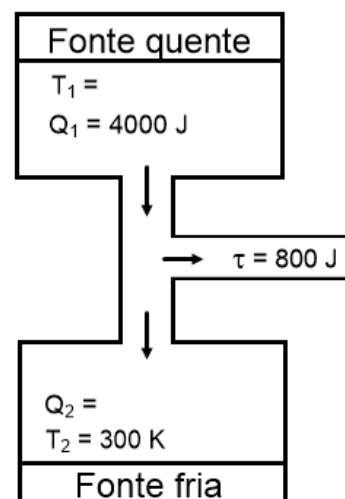 Fonte quente
T₁ =
Q₁ = 4000 J
τ = 800 J
Q₂ =
T₂ = 300 K
Fonte fria